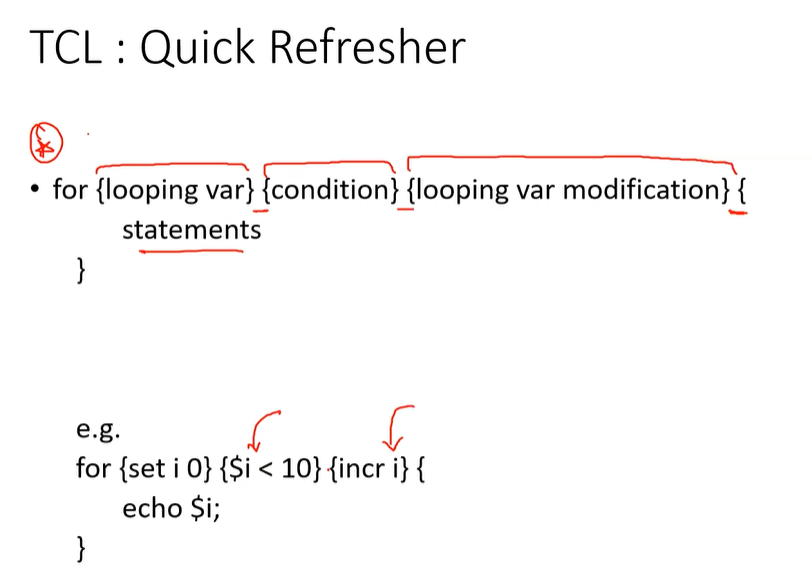 TCL : Quick Refresher
• for {looping var} {condition} {looping var modification} {
statements
}
e.g.
for {set i 0} {$i < 10} {incr i} {
echo $i;
}